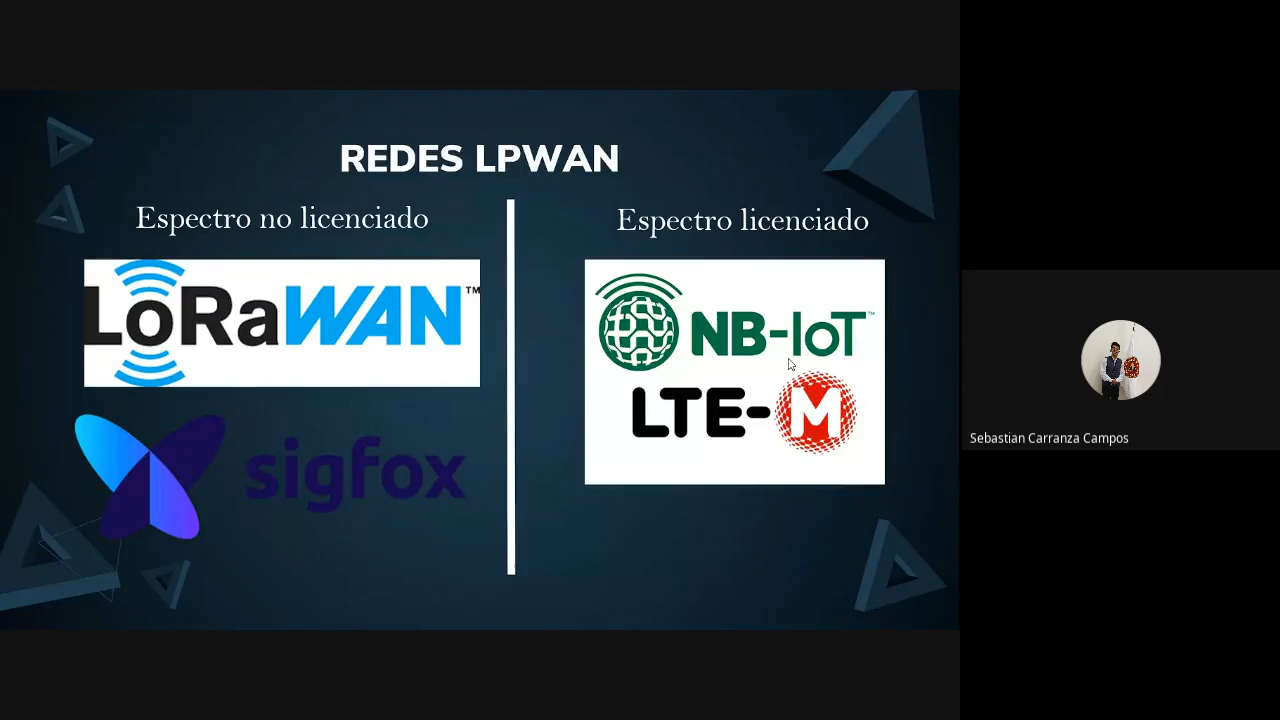 REDES LPWAN
Espectro no licenciado
Espectro licenciado
LoRaWAN™
NB-IoT™
LTE-M
sigfox
Sebastian Carranza Campos